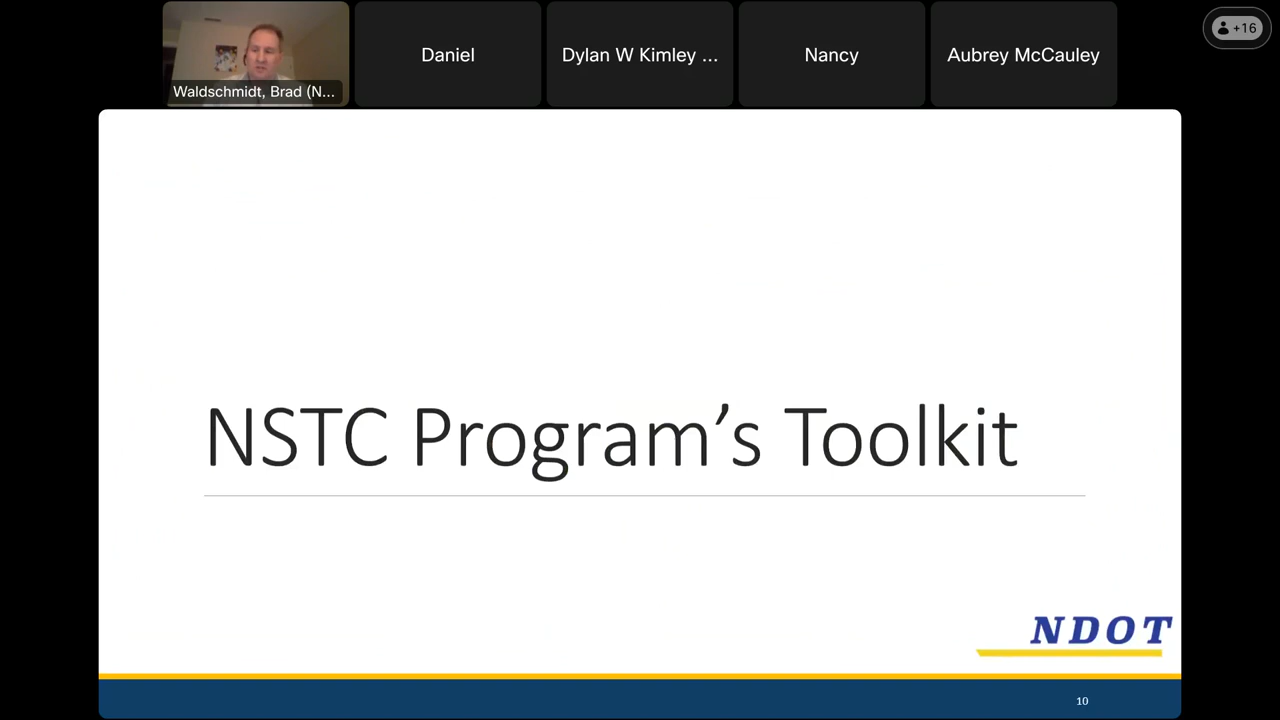 Waldschmidt, Brad (N...
Daniel
Dylan W Kimley ...
Nancy
Aubrey McCauley
+16
NSTC Program’s Toolkit
NDOT
10